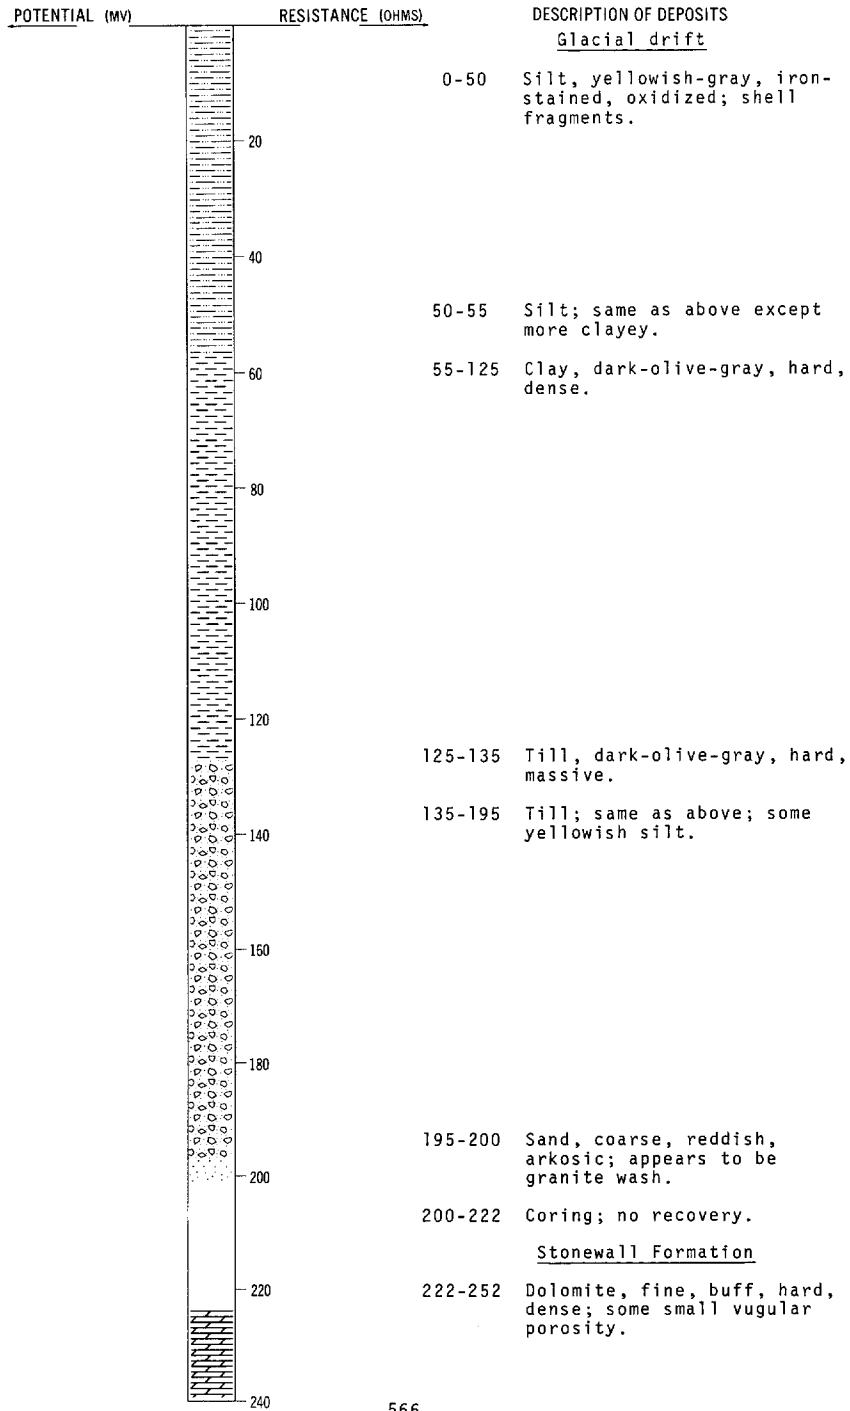 POTENTIAL (MV) RESISTANCE (OHMS) DESCRIPTION OF DEPOSITS
Glacial drift
0-50 Silt, yellowish-gray, iron-
stained, oxidized; shell
fragments.
20
40
50-55 Silt; same as above except
more clayey.
60
55-125 Clay, dark-olive-gray, hard,
dense.
80
100
120
125-135 Till, dark-olive-gray, hard,
massive.
135-195 Till; same as above; some
yellowish silt.
140
160
180
195-200 Sand, coarse, reddish,
arkosic; appears to be
granite wash.
200
200-222 Coring; no recovery.
Stonewall Formation
220
222-252 Dolomite, fine, buff, hard,
dense; some small vugular
porosity.
240
566